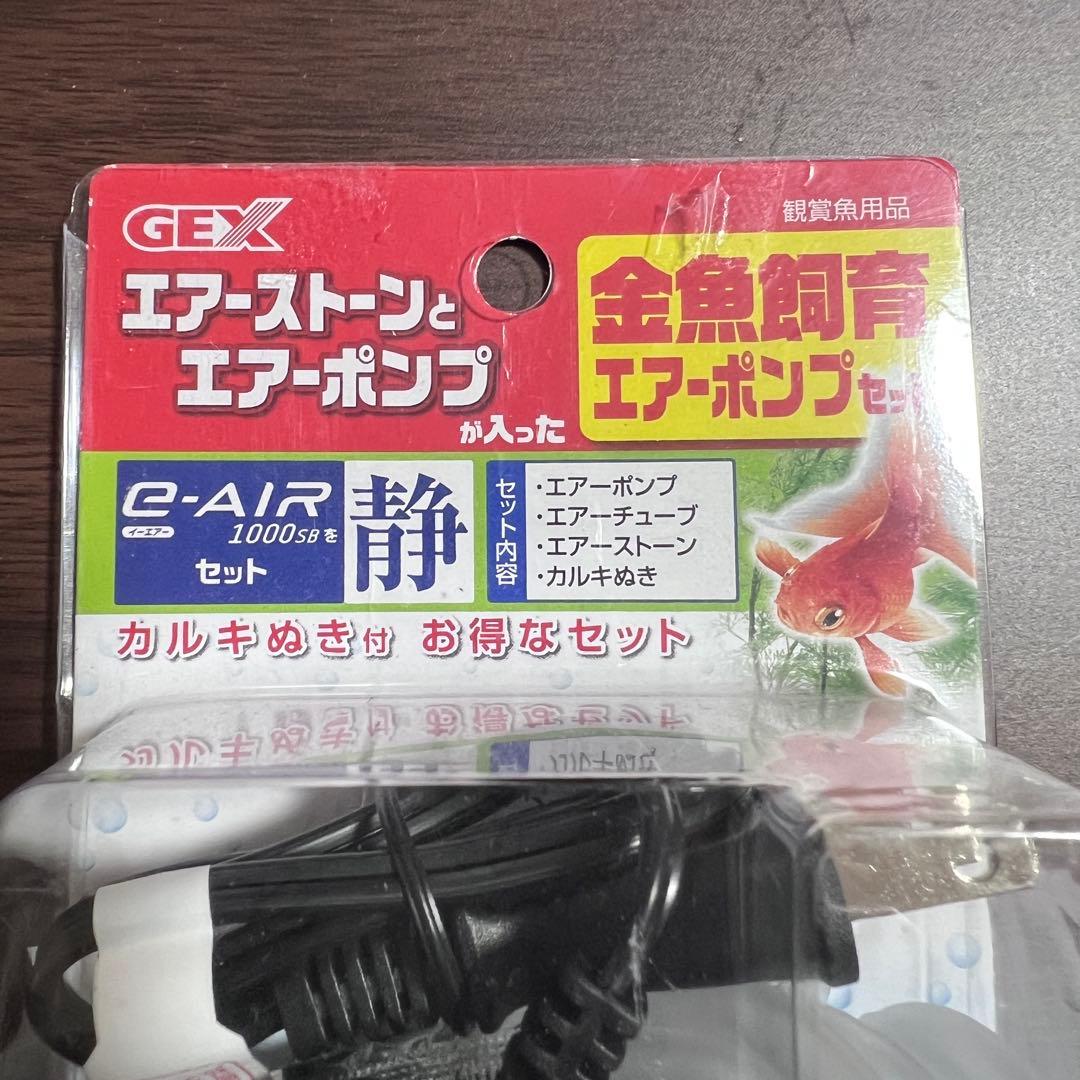 GEX
観賞魚用品
エアーストーンと
エアーポンプ
が入った
金魚飼育
エアーポンプセット
e-AIR
イーエアー
1000SBを
セット
静
セット内容
・エアーポンプ
・エアーチューブ
・エアーストーン
・カルキぬき
カルキぬき付 お得なセット